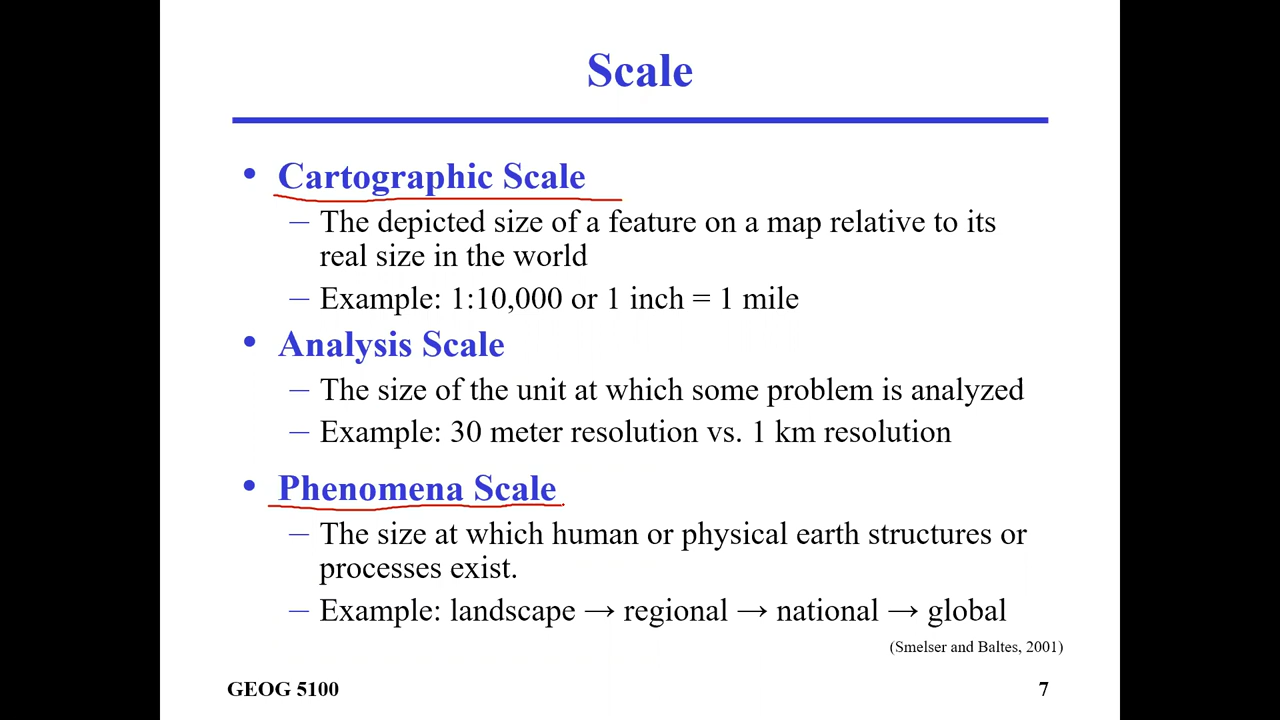 Scale
• Cartographic Scale
– The depicted size of a feature on a map relative to its
real size in the world
– Example: 1:10,000 or 1 inch = 1 mile
• Analysis Scale
– The size of the unit at which some problem is analyzed
– Example: 30 meter resolution vs. 1 km resolution
• Phenomena Scale
– The size at which human or physical earth structures or
processes exist.
– Example: landscape → regional → national → global
(Smelser and Baltes, 2001)
GEOG 5100
7